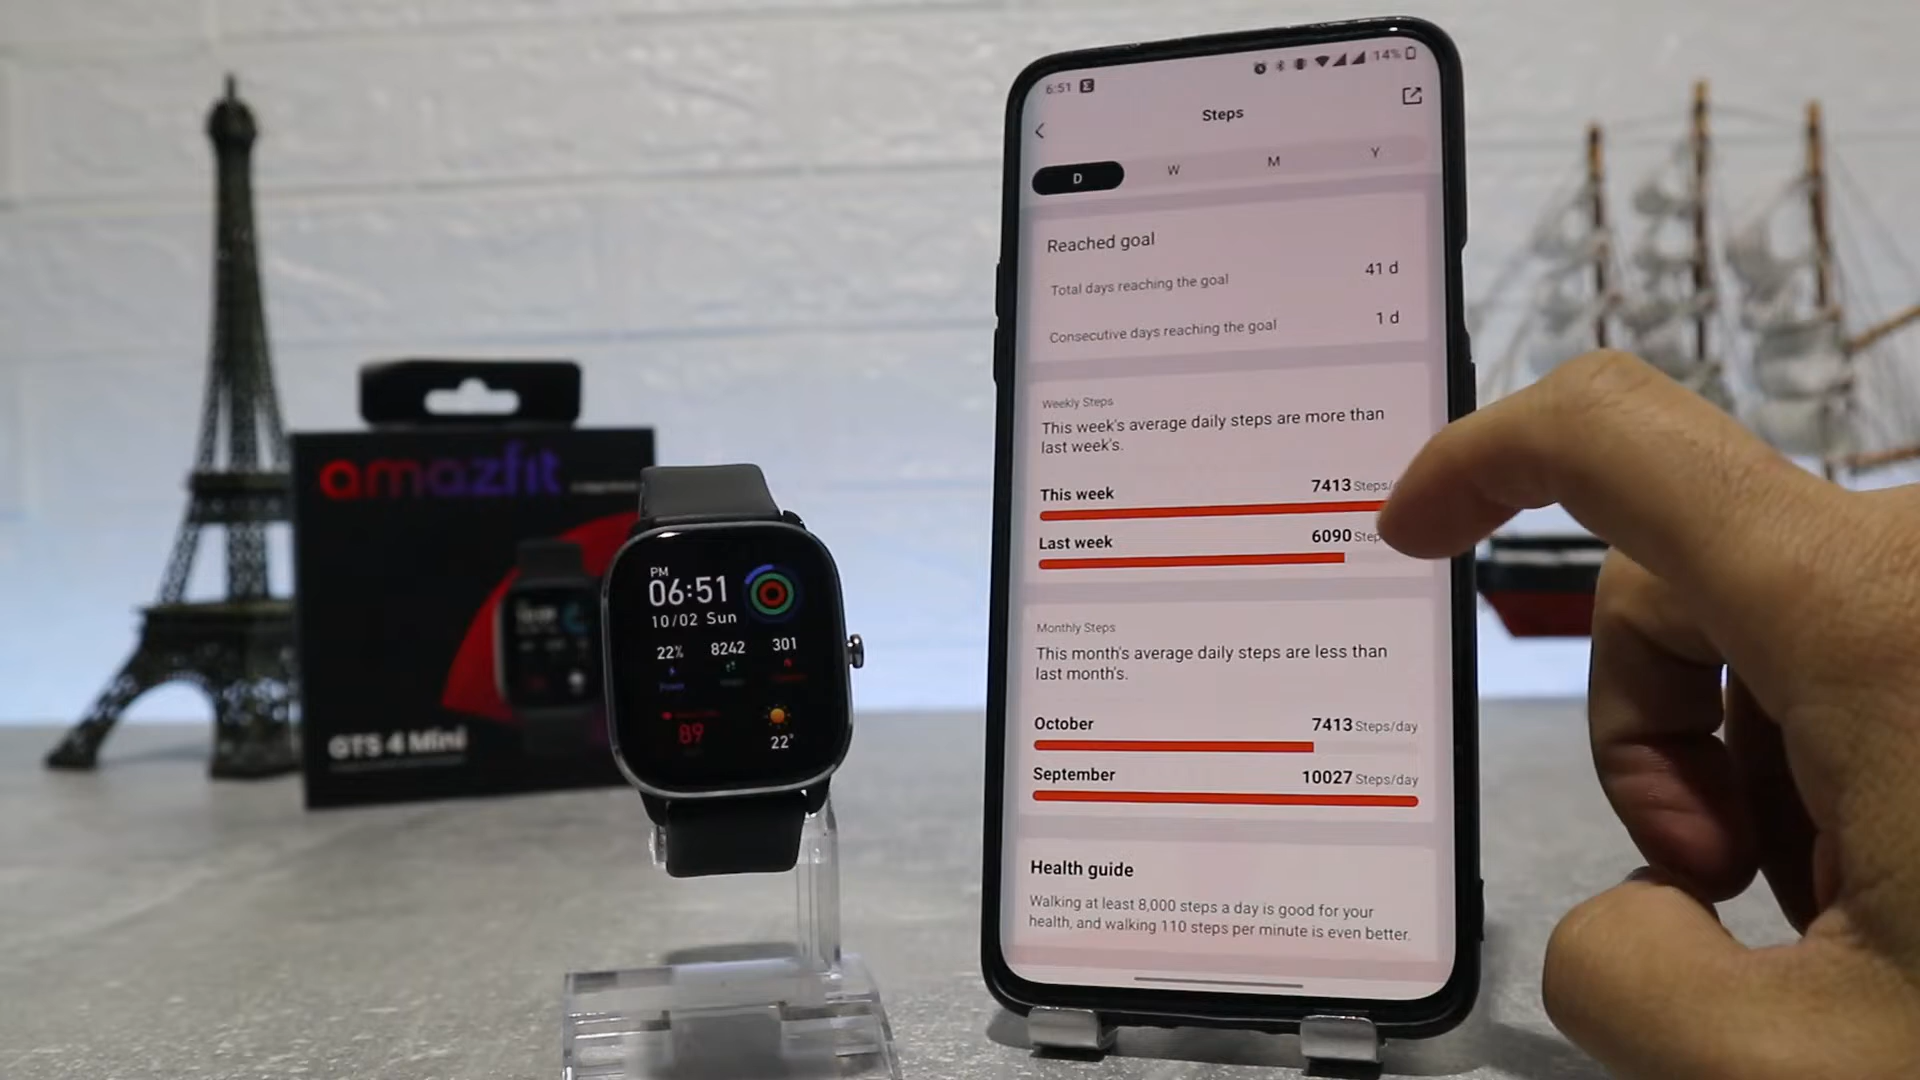 amazfit
GTS 4 Mini
PM
06:51
10/02 Sun
22%
8242
301
89
22°
6:51
14%
Steps
D
W
M
Y
Reached goal
Total days reaching the goal
41 d
Consecutive days reaching the goal
1 d
Weekly Steps
This week's average daily steps are more than
last week's.
This week
7413 Steps/
Last week
6090 Step
Monthly Steps
This month's average daily steps are less than
last month's.
October
7413 Steps/day
September
10027 Steps/day
Health guide
Walking at least 8,000 steps a day is good for your
health, and walking 110 steps per minute is even better.